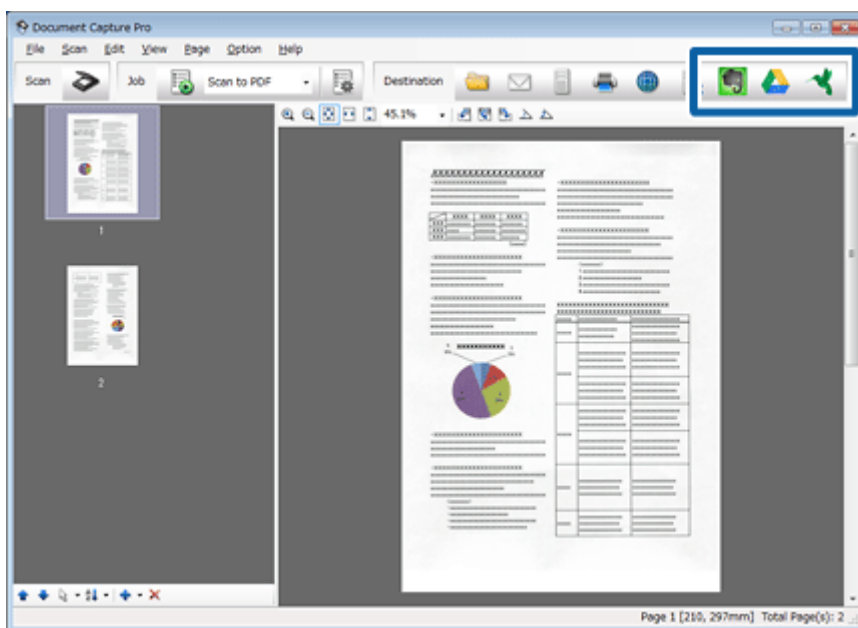 Document Capture Pro
File Scan Edit View Page Option Help
Scan Job Scan to PDF Destination
45.1%
1
2
Page 1 [210, 297mm] Total Page(s): 2